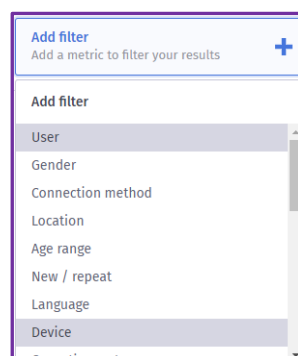 Add filter
Add a metric to filter your results
Add filter
User
Gender
Connection method
Location
Age range
New / repeat
Language
Device